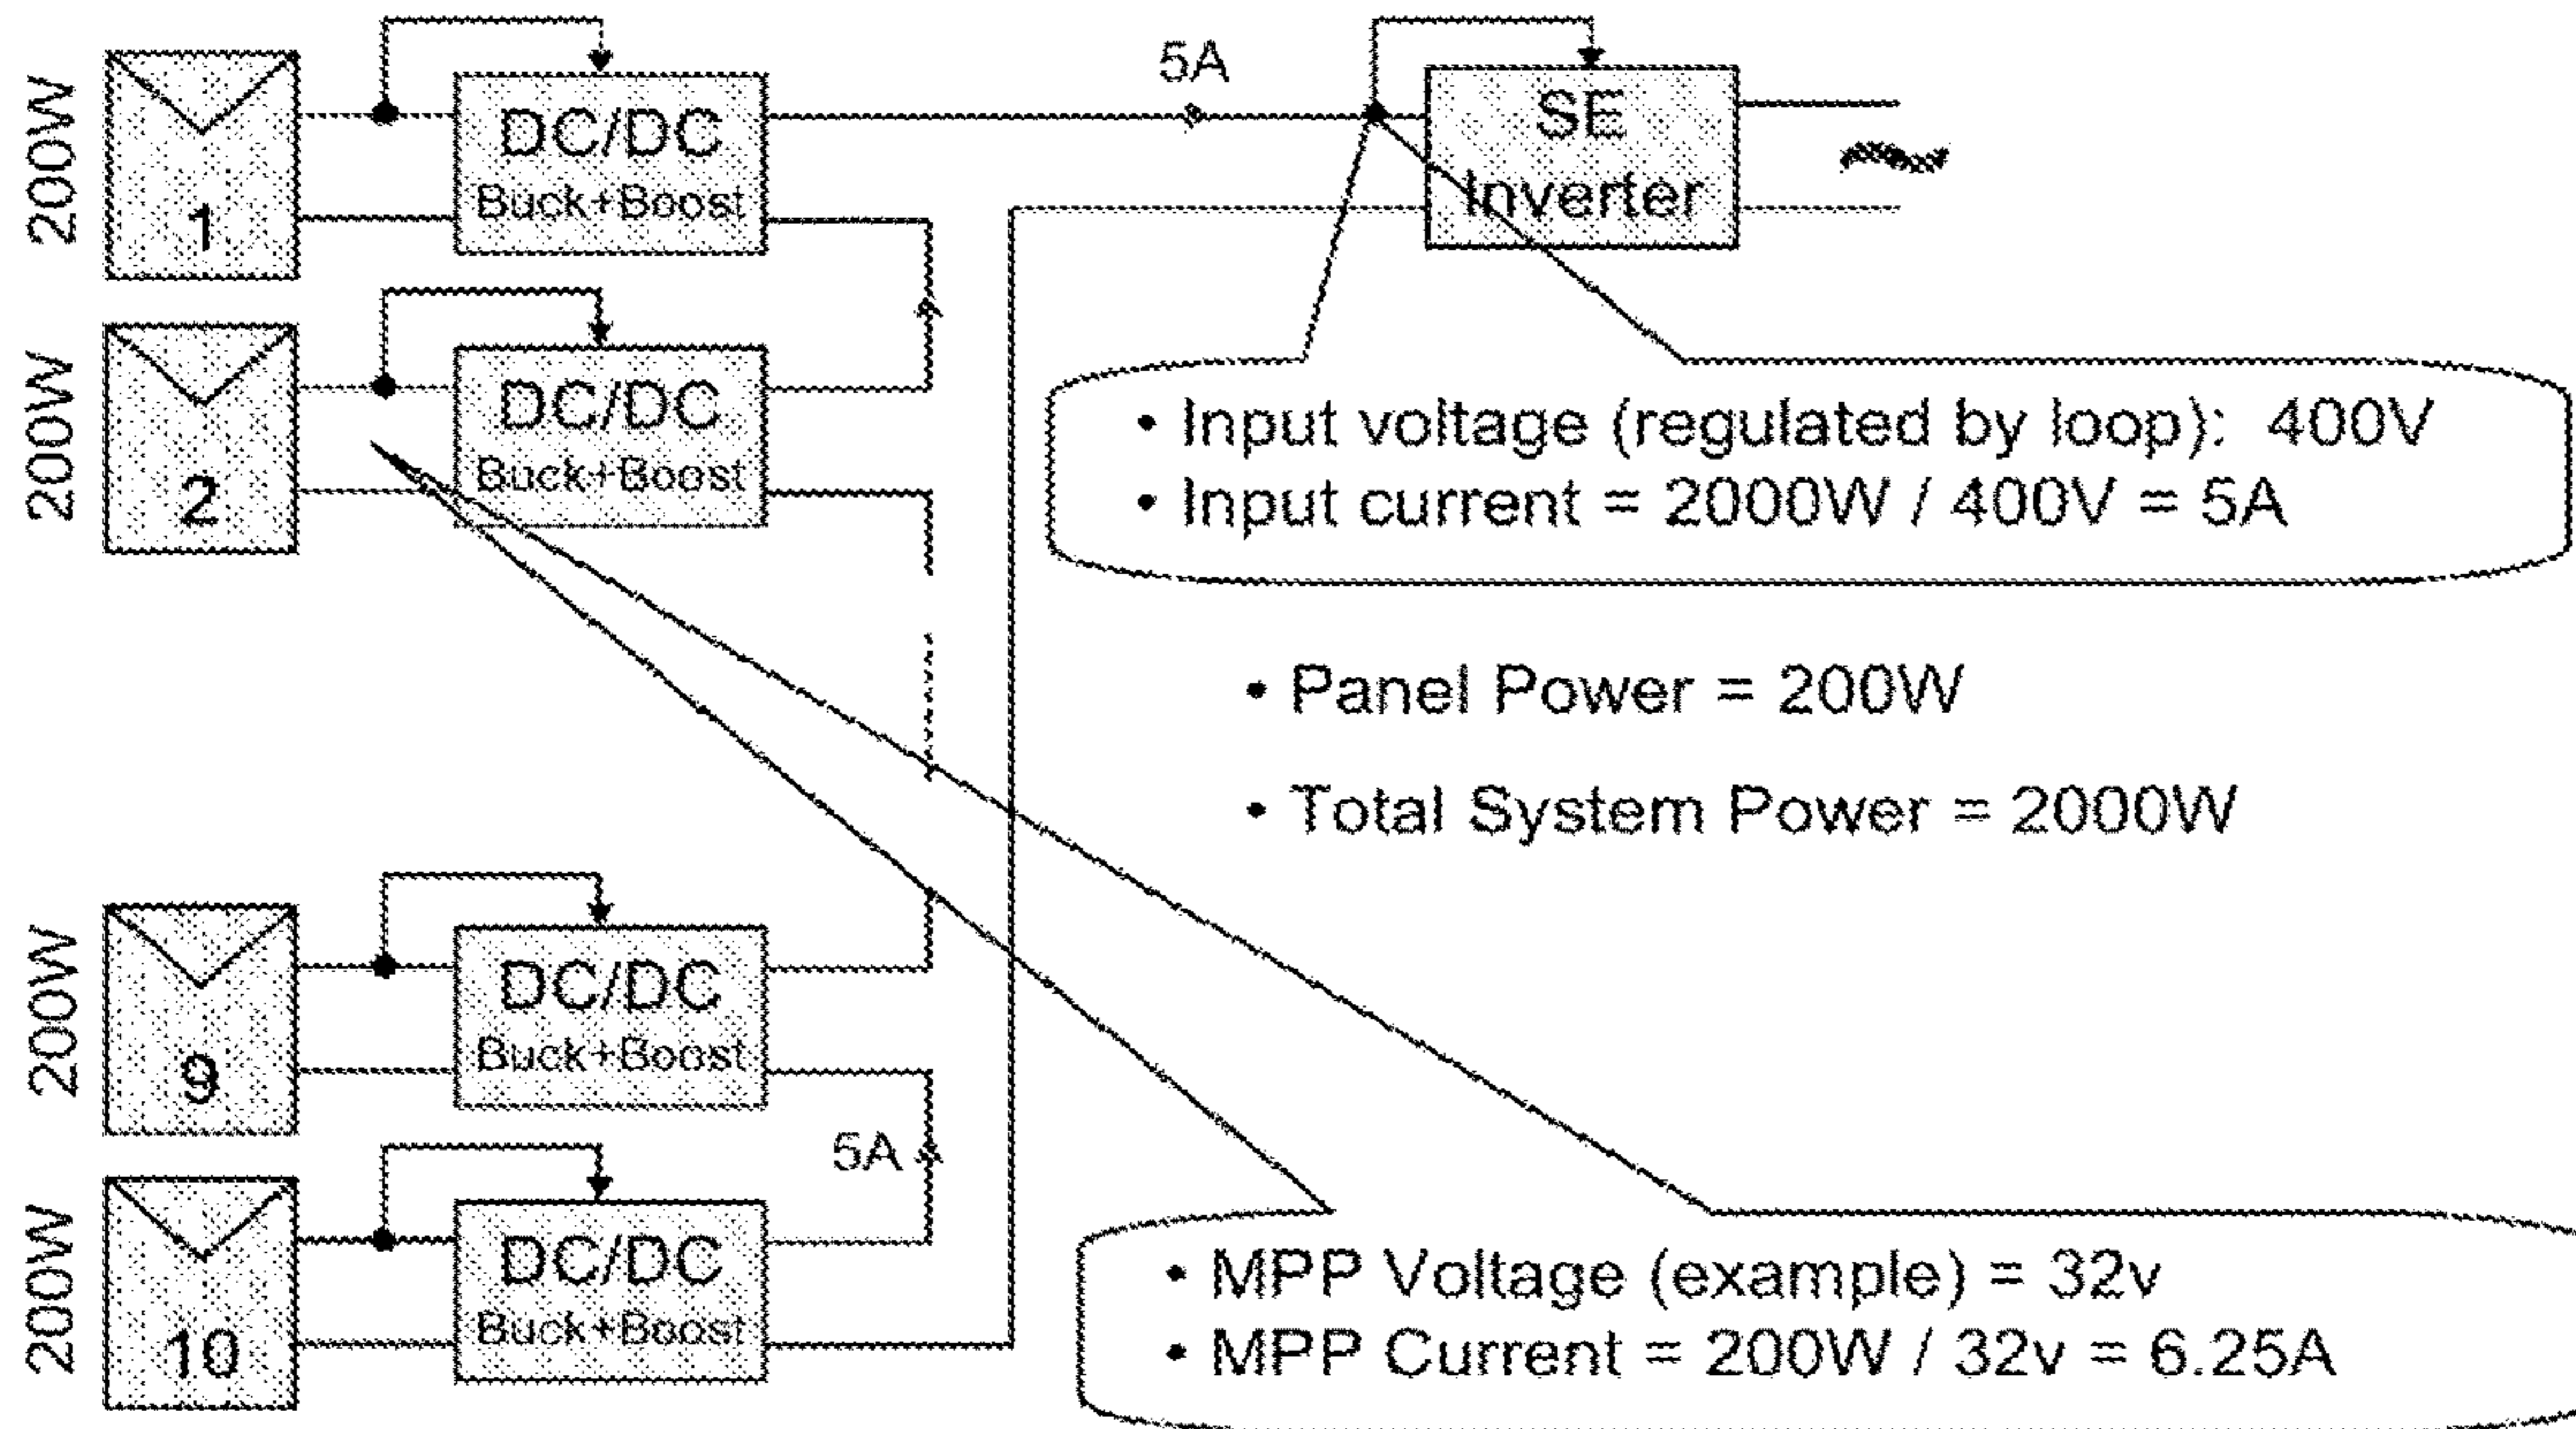 200W
1
DC/DC
Buck+Boost
5A
SE
Inverter
~
200W
2
DC/DC
Buck+Boost
• Input voltage (regulated by loop): 400V
• Input current = 2000W / 400V = 5A
• Panel Power = 200W
• Total System Power = 2000W
200W
9
DC/DC
Buck+Boost
5A
200W
10
DC/DC
Buck+Boost
• MPP Voltage (example) = 32v
• MPP Current = 200W / 32v = 6.25A